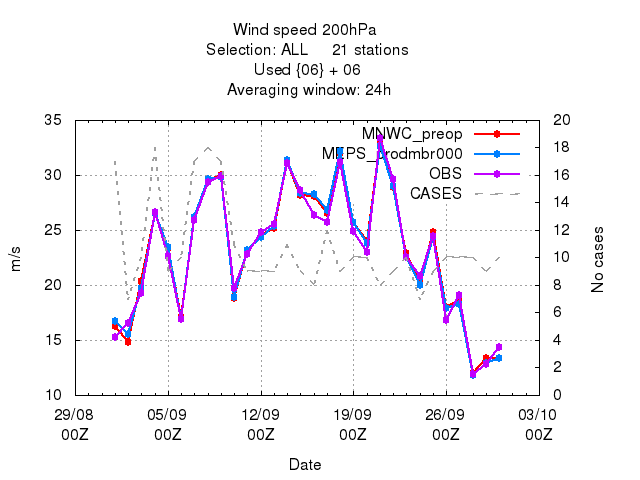 Wind speed 200hPa
Selection: ALL 21 stations
Used {06} + 06
Averaging window: 24h
35
30
25
20
15
10
m/s
20
18
16
14
12
10
8
6
4
2
0
No cases
MNWC_preop
MEPS_prodmbr000
OBS
CASES
29/08 05/09 12/09 19/09 26/09 03/10
00Z 00Z 00Z 00Z 00Z 00Z
Date